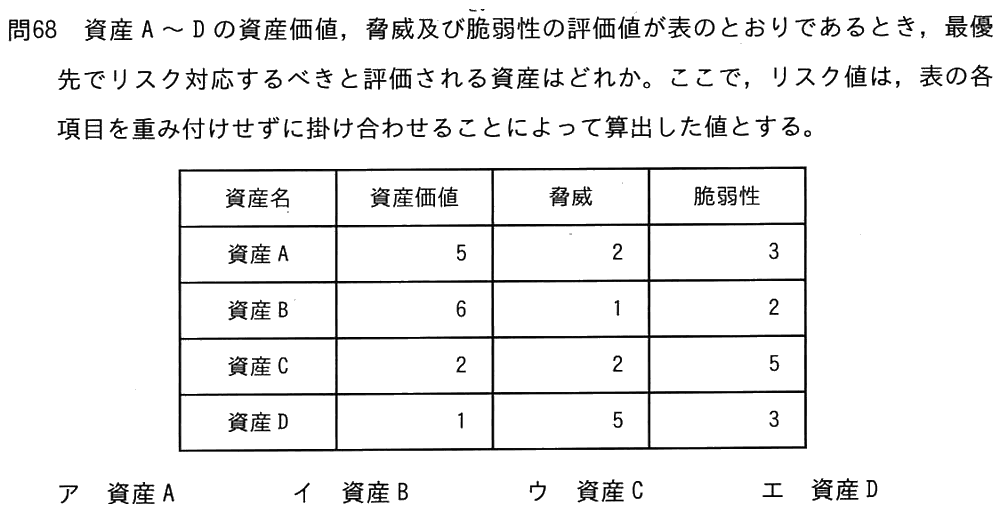 問68 資産A～Dの資産価値，脅威及び脆弱性の評価値が表のとおりであるとき，最優
先でリスク対応するべきと評価される資産はどれか。ここで，リスク値は，表の各
項目を重み付けせずに掛け合わせることによって算出した値とする。
資産名 資産価値 脅威 脆弱性
資産A 5 2 3
資産B 6 1 2
資産C 2 2 5
資産D 1 5 3
ア 資産A イ 資産B ウ 資産C エ 資産D